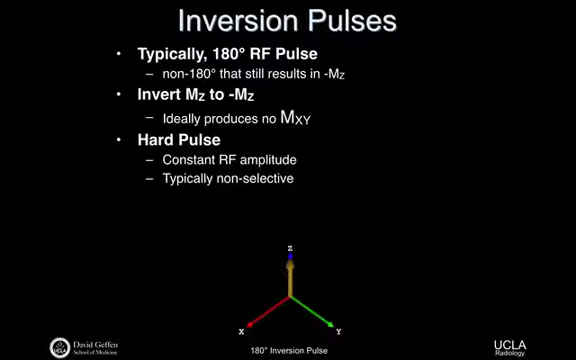 Inversion Pulses
• Typically, 180° RF Pulse
– non-180° that still results in -MZ
• Invert MZ to -MZ
– Ideally produces no MXY
• Hard Pulse
– Constant RF amplitude
– Typically non-selective
Z
X
Y
180° Inversion Pulse
UCLA
David Geffen
School of Medicine
UCLA
Radiology